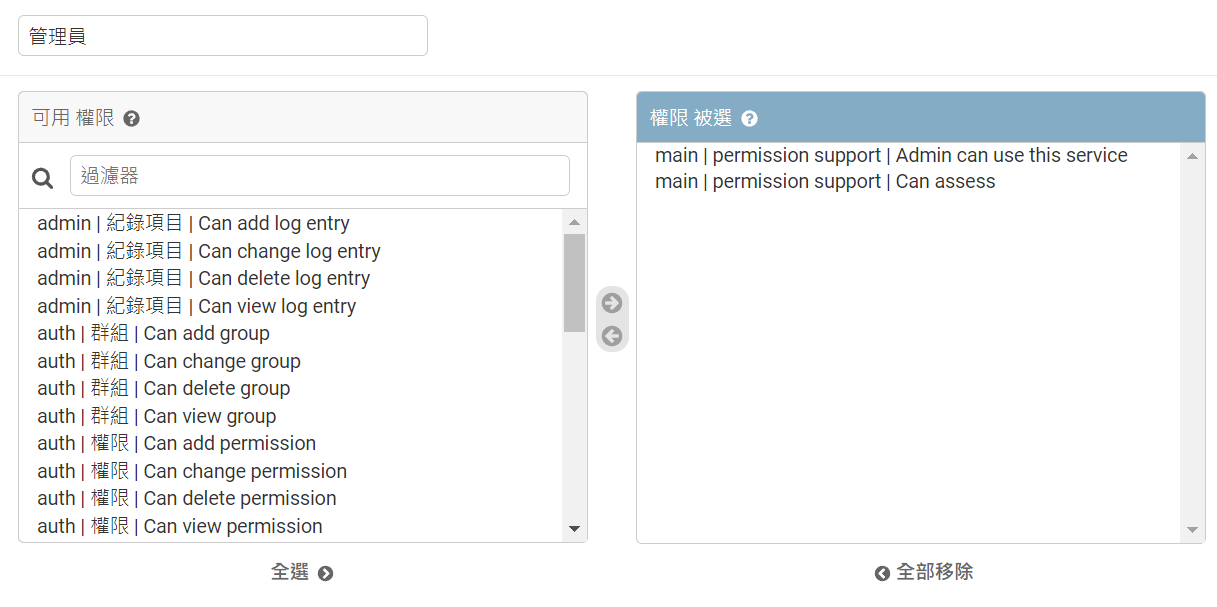 管理員
可用 權限
過濾器
admin | 紀錄項目 | Can add log entry
admin | 紀錄項目 | Can change log entry
admin | 紀錄項目 | Can delete log entry
admin | 紀錄項目 | Can view log entry
auth | 群組 | Can add group
auth | 群組 | Can change group
auth | 群組 | Can delete group
auth | 群組 | Can view group
auth | 權限 | Can add permission
auth | 權限 | Can change permission
auth | 權限 | Can delete permission
auth | 權限 | Can view permission
全選
權限 被選
main | permission support | Admin can use this service
main | permission support | Can assess
全部移除